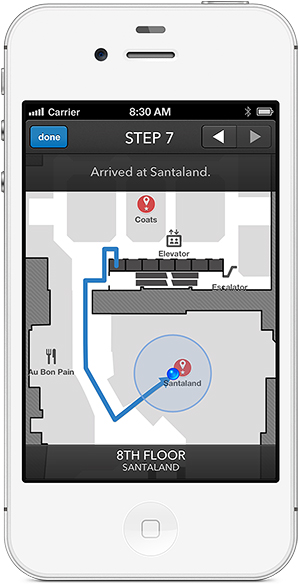 Carrier
8:30 AM
done
STEP 7
Arrived at Santaland.
Coats
Elevator
Escalator
Au Bon Pain
Santaland
8TH FLOOR
SANTALAND